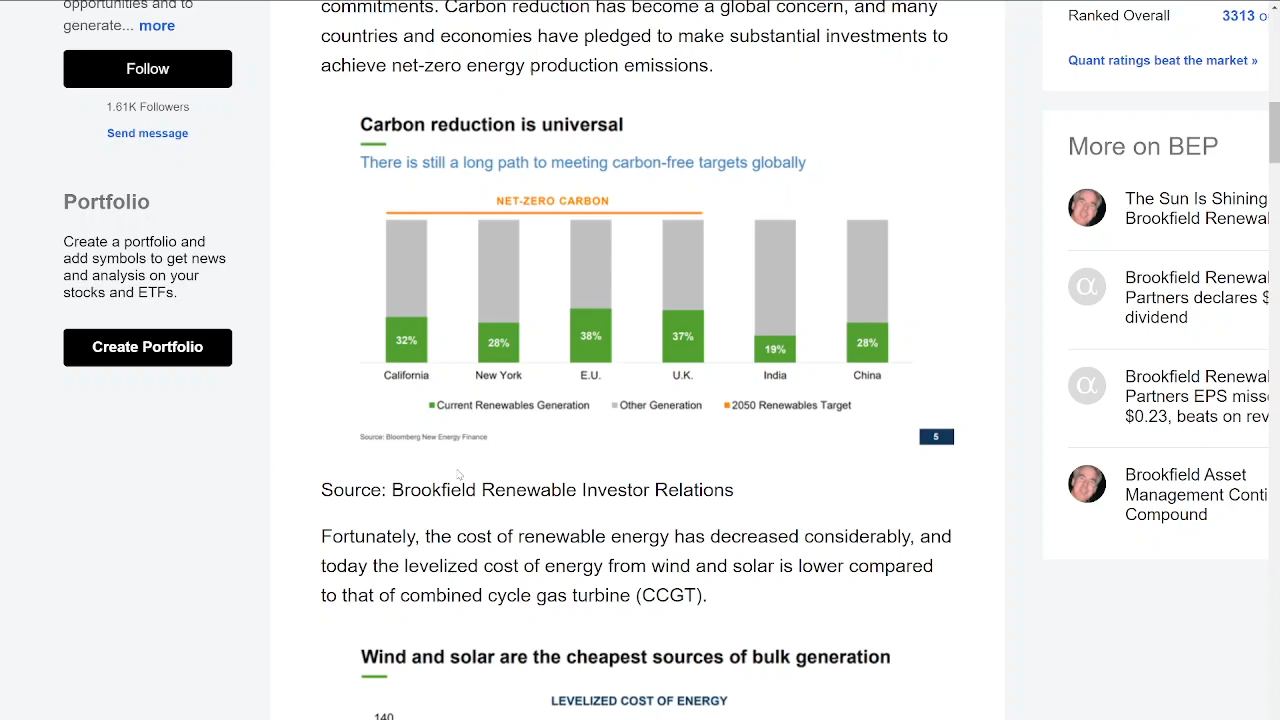 opportunities and to
generate... more
Follow
1.61K Followers
Send message
Portfolio
Create a portfolio and
add symbols to get news
and analysis on your
stocks and ETFs.
Create Portfolio
commitments. Carbon reduction has become a global concern, and many
countries and economies have pledged to make substantial investments to
achieve net-zero energy production emissions.
Carbon reduction is universal
There is still a long path to meeting carbon-free targets globally
NET-ZERO CARBON
32% 28% 38% 37% 19% 28%
California New York E.U. U.K. India China
Current Renewables Generation Other Generation 2050 Renewables Target
Source: Bloomberg New Energy Finance
5
Source: Brookfield Renewable Investor Relations
Fortunately, the cost of renewable energy has decreased considerably, and
today the levelized cost of energy from wind and solar is lower compared
to that of combined cycle gas turbine (CCGT).
Wind and solar are the cheapest sources of bulk generation
LEVELIZED COST OF ENERGY
140
Ranked Overall 3313 o
Quant ratings beat the market »
More on BEP
The Sun Is Shining
Brookfield Renewa
Brookfield Renewa
Partners declares $
dividend
Brookfield Renewa
Partners EPS miss
$0.23, beats on rev
Brookfield Asset
Management Conti
Compound